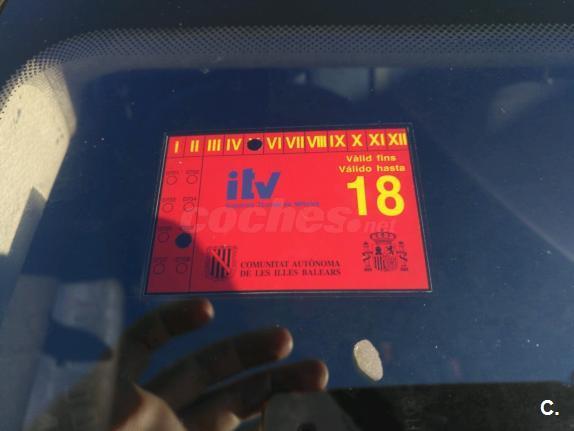 I II III IV VI VII VIII IX X XI XII
Vàlid fins
Válido hasta
itv
18
coches.net
COMUNITAT AUTÒNOMA
DE LES ILLES BALEARS
C.